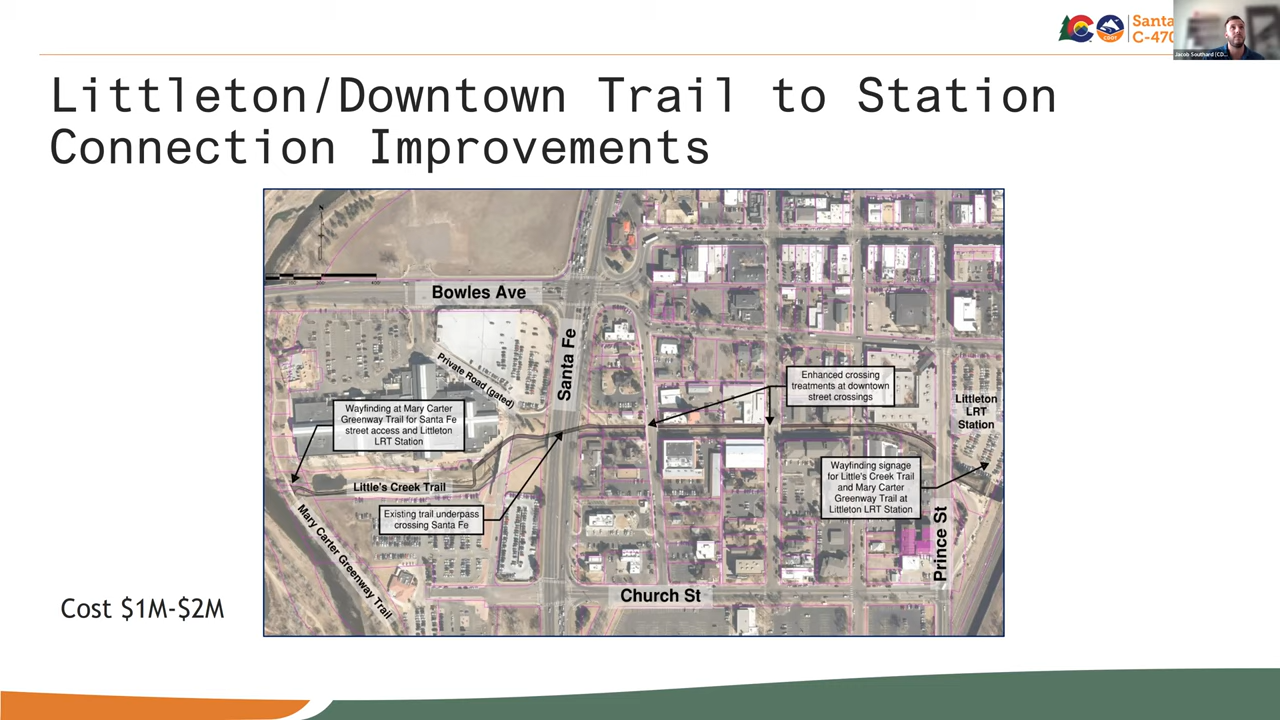 Santa
C-470
Jacob Southard (CD...
Littleton/Downtown Trail to Station
Connection Improvements
Bowles Ave
Santa Fe
Private Road (gated)
Enhanced crossing
treatments at downtown
street crossings
Littleton
LRT
Station
Wayfinding at Mary Carter
Greenway Trail for Santa Fe
street access and Littleton
LRT Station
Wayfinding signage
for Little's Creek Trail
and Mary Carter
Greenway Trail at
Littleton LRT Station
Little's Creek Trail
Existing trail underpass
crossing Santa Fe
Mary Carter Greenway Trail
Prince St
Church St
Cost $1M-$2M